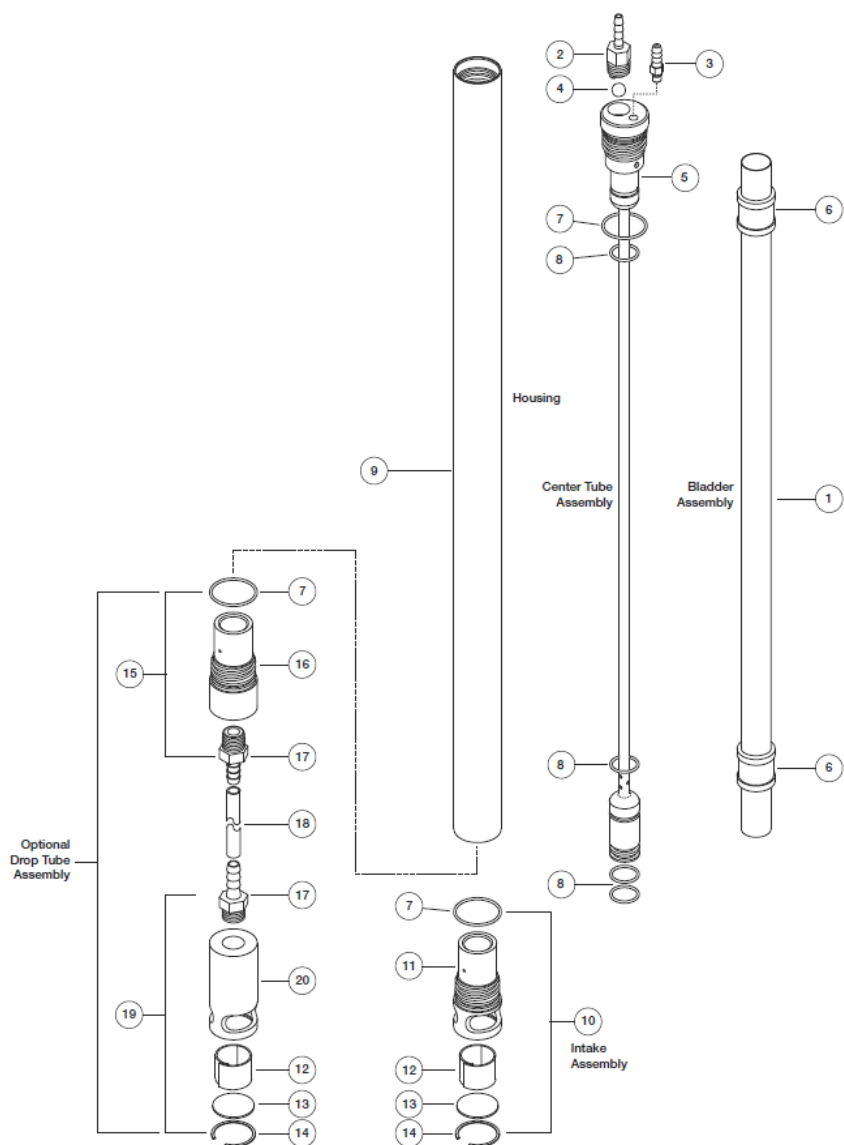 2
3
4
5
6
7
8
Housing
9
Center Tube
Assembly
Bladder
Assembly
1
7
15
16
17
8
6
18
Optional
Drop Tube
Assembly
17
8
7
11
20
19
10
Intake
Assembly
12
12
13
13
14
14